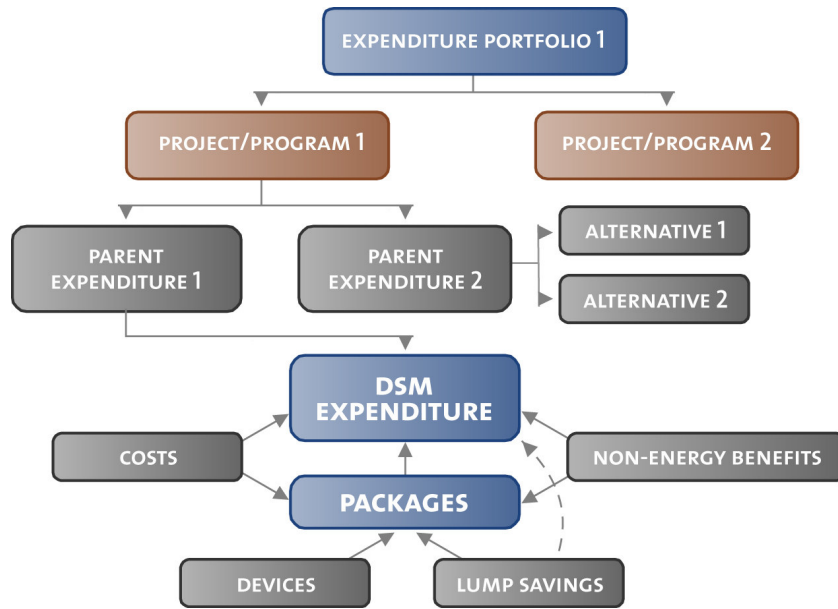 EXPENDITURE PORTFOLIO 1
PROJECT/PROGRAM 1
PROJECT/PROGRAM 2
PARENT
EXPENDITURE 1
PARENT
EXPENDITURE 2
ALTERNATIVE 1
ALTERNATIVE 2
DSM
EXPENDITURE
COSTS
NON-ENERGY BENEFITS
PACKAGES
DEVICES
LUMP SAVINGS